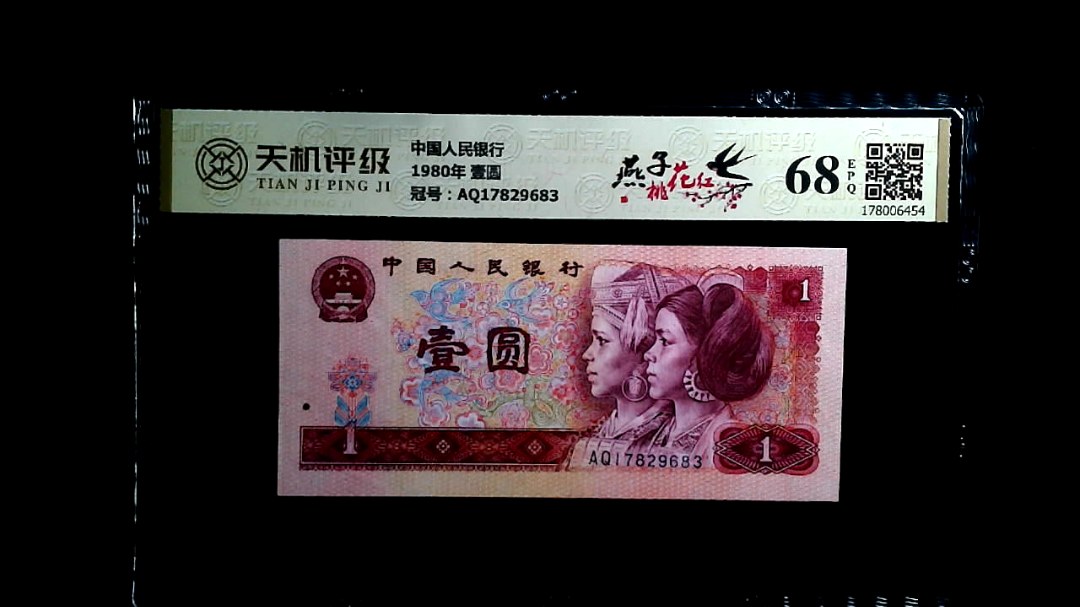 天机评级
TIAN JI PING JI
中国人民银行
1980年 壹圆
冠号：AQ17829683
燕子
桃花红
68
EPQ
178006454
中国人民银行
1
壹圆
1
AQ17829683
1